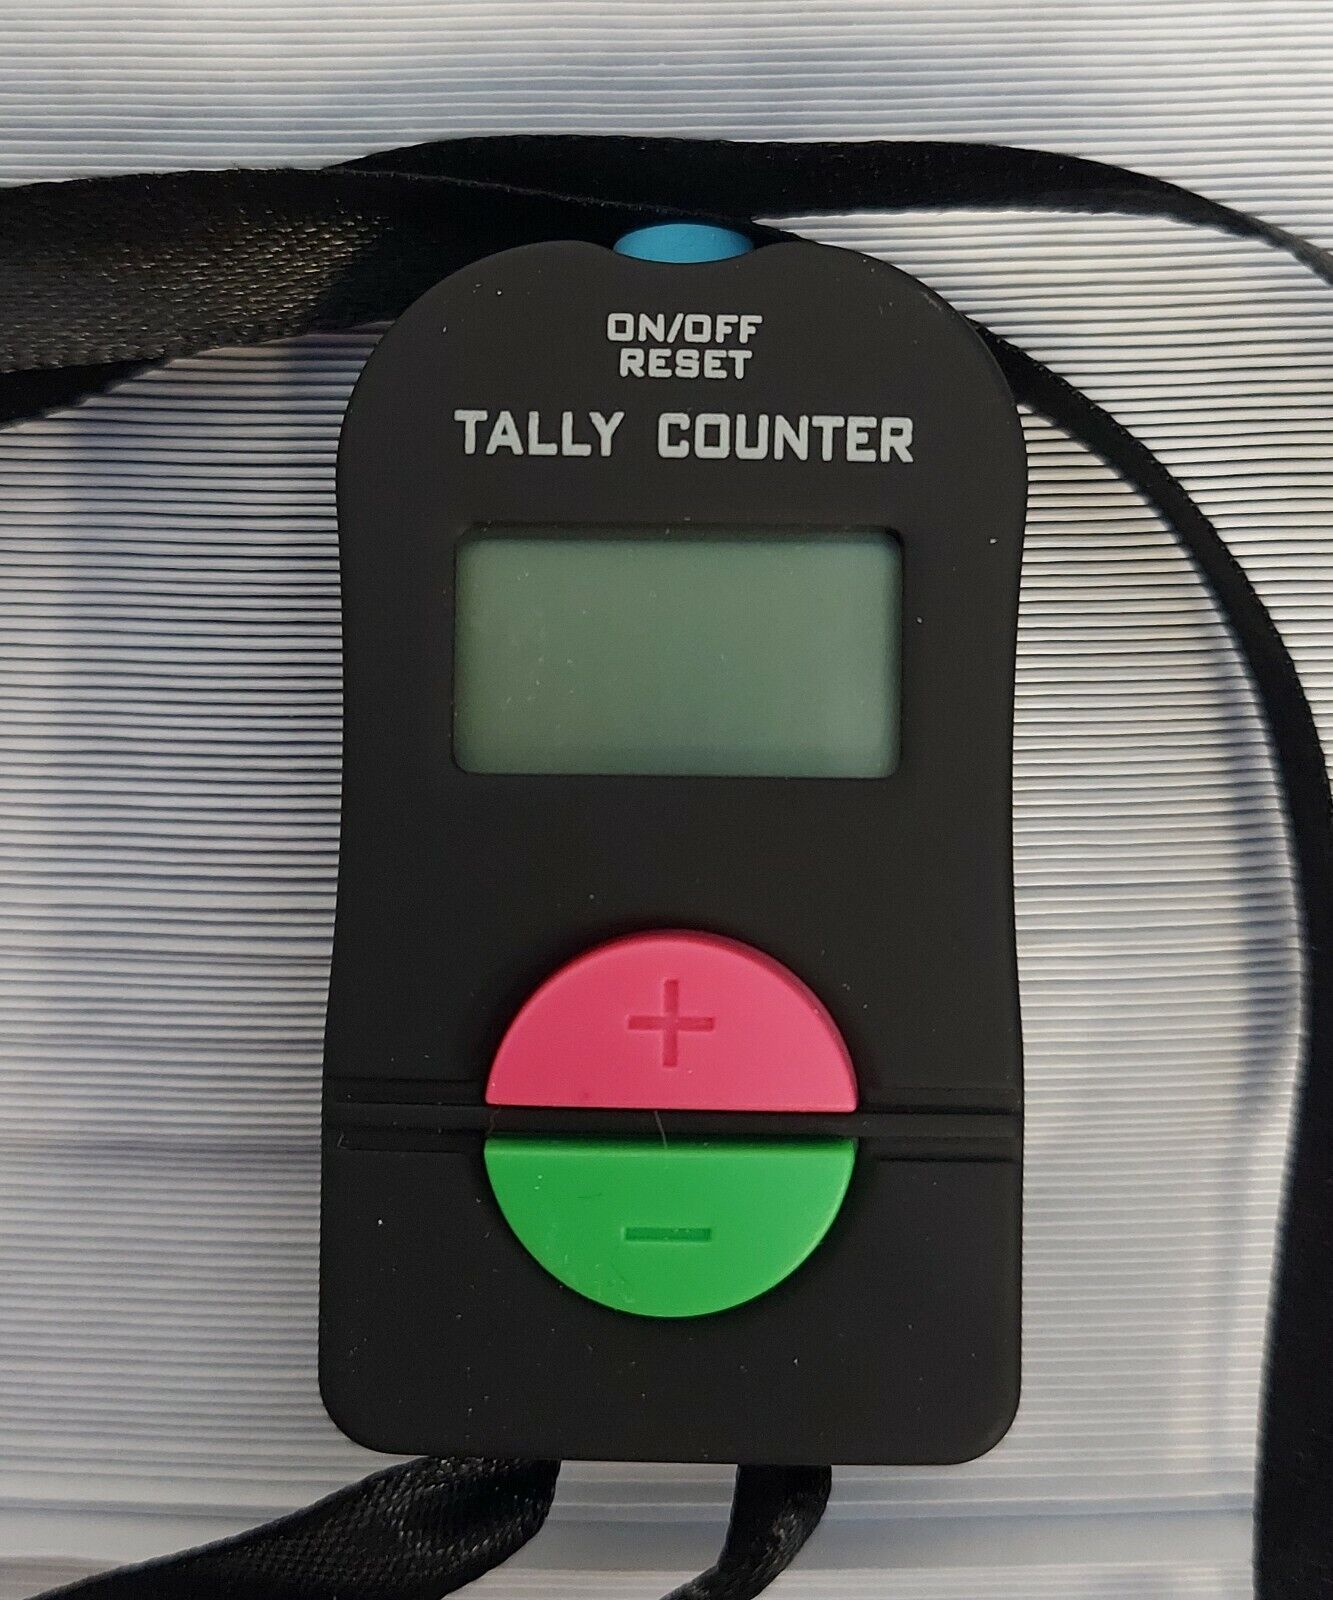 ON/OFF
RESET
TALLY COUNTER
+
-